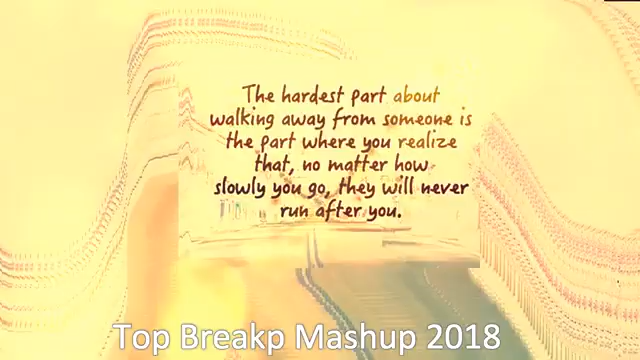 The hardest part about
walking away from someone is
the part where you realize
that, no matter how
slowly you go, they will never
run after you.
Top Breakp Mashup 2018